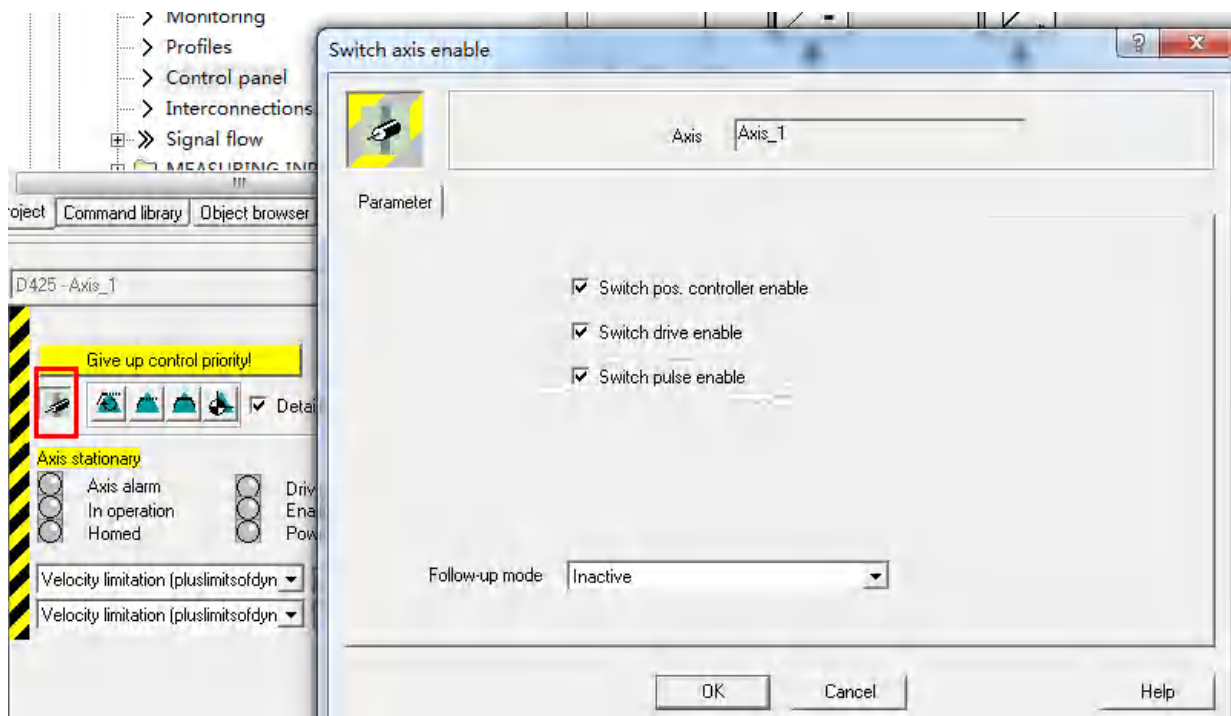 Monitoring
Profiles
Control panel
Interconnections
Signal flow
MEASURING INP
oject
Command library
Object browser
D425 - Axis_1
Give up control priority!
Detai
Axis stationary
Axis alarm
Driv
In operation
Ena
Homed
Pow
Velocity limitation (pluslimitsofdyn
Velocity limitation (pluslimitsofdyn
Switch axis enable
Axis
Axis_1
Parameter
Switch pos. controller enable
Switch drive enable
Switch pulse enable
Follow-up mode
Inactive
OK
Cancel
Help